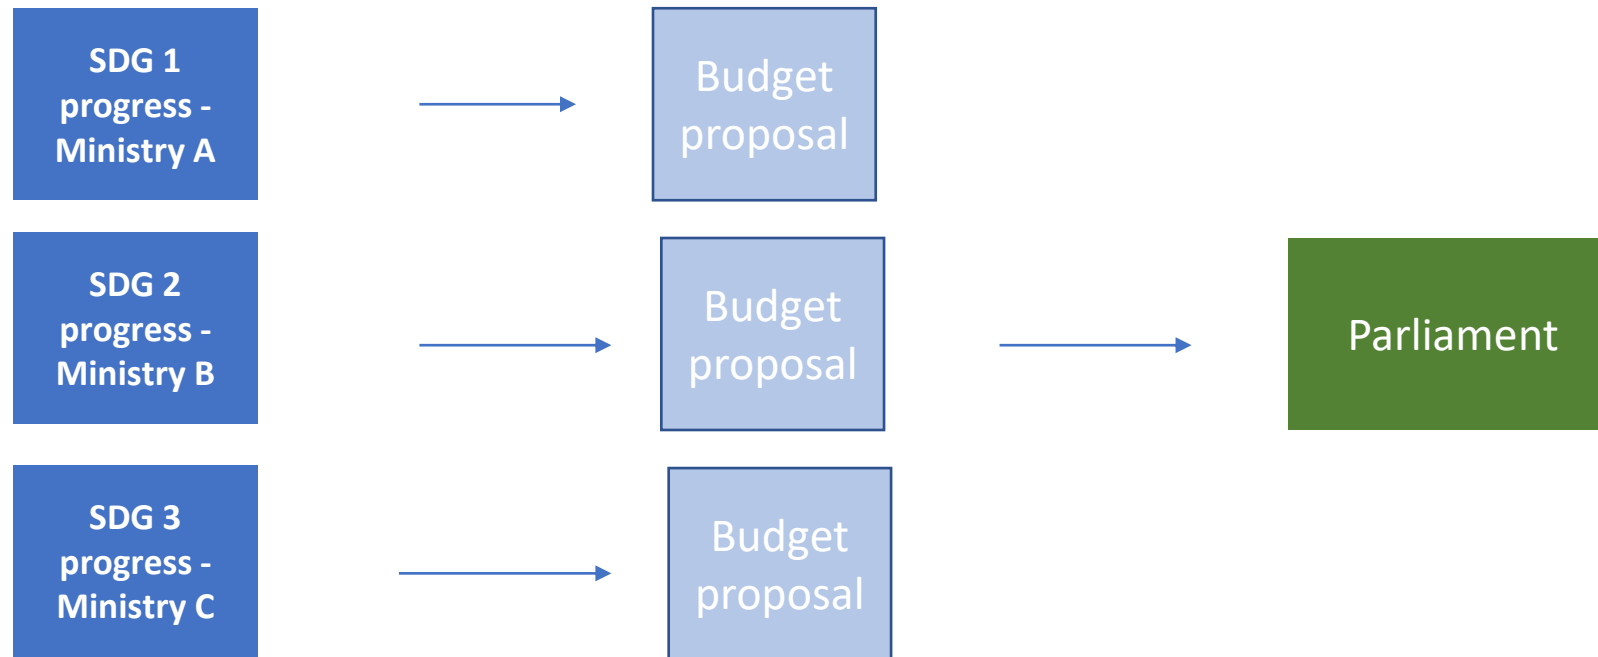 SDG 1
progress -
Ministry A
Budget
proposal
SDG 2
progress -
Ministry B
Budget
proposal
Parliament
SDG 3
progress -
Ministry C
Budget
proposal